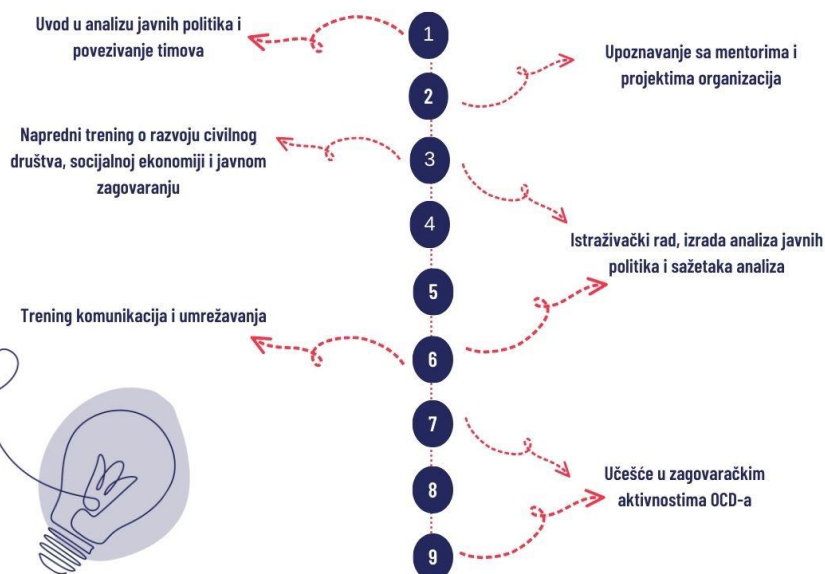 Uvod u analizu javnih politika i
povezivanje timova
1
Upoznavanje sa mentorima i
projektima organizacija
2
Napredni trening o razvoju civilnog
društva, socijalnoj ekonomiji i javnom
zagovaranju
3
4
Istraživački rad, izrada analiza javnih
politika i sažetaka analiza
5
Trening komunikacija i umrežavanja
6
7
Učešće u zagovaračkim
aktivnostima OCD-a
8
9